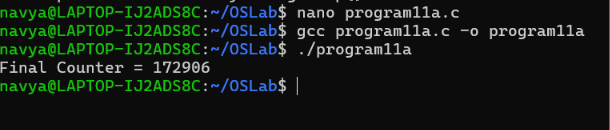 navya@LAPTOP-IJ2ADS8C:~/OSLab$ nano program11a.c
navya@LAPTOP-IJ2ADS8C:~/OSLab$ gcc program11a.c -o program11a
navya@LAPTOP-IJ2ADS8C:~/OSLab$ ./program11a
Final Counter = 172906
navya@LAPTOP-IJ2ADS8C:~/OSLab$